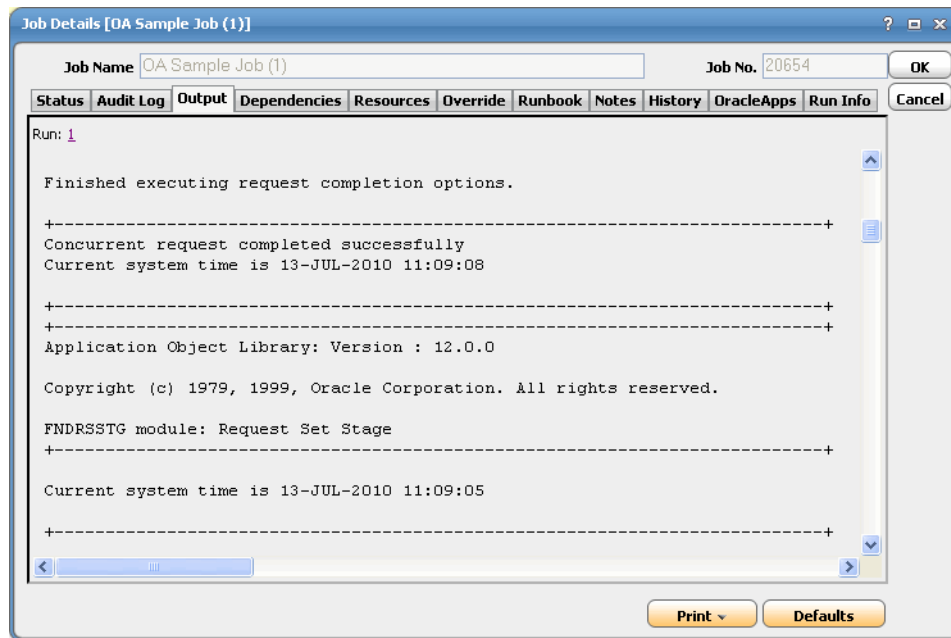 Job Details [OA Sample Job (1)]
Job Name OA Sample Job (1) Job No. 20654 OK
Status Audit Log Output Dependencies Resources Override Runbook Notes History OracleApps Run Info Cancel
Run: 1
Finished executing request completion options.
+---------------------------------------------------------------------------+
Concurrent request completed successfully
Current system time is 13-JUL-2010 11:09:08
+---------------------------------------------------------------------------+
+---------------------------------------------------------------------------+
Application Object Library: Version : 12.0.0
Copyright (c) 1979, 1999, Oracle Corporation. All rights reserved.
FNDRSSTG module: Request Set Stage
+---------------------------------------------------------------------------+
Current system time is 13-JUL-2010 11:09:05
+---------------------------------------------------------------------------+
Print Defaults